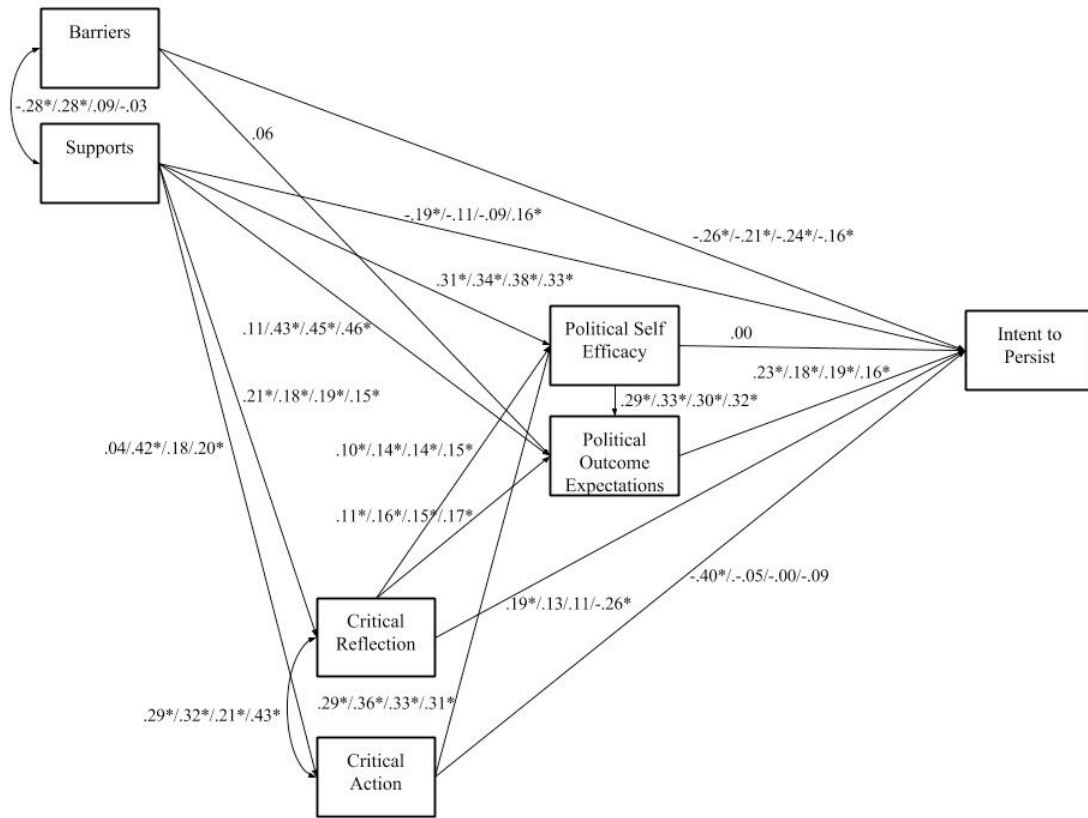 Barriers
-.28*/.28*/.09/-.03
Supports
.06
-.19*/-.11/-.09/.16*
-.26*/-.21*/-.24*/-.16*
.31*/.34*/.38*/.33*
.11/.43*/.45*/.46*
Political Self
Efficacy
.00
Intent to
Persist
.23*/.18*/.19*/.16*
.29*/.33*/.30*/.32*
.21*/.18*/.19*/.15*
.04/.42*/.18/.20*
.10*/.14*/.14*/.15*
Political
Outcome
Expectations
.11*/.16*/.15*/.17*
-.40*/-.05/-.00/-.09
.19*/.13/.11/-.26*
Critical
Reflection
.29*/.36*/.33*/.31*
.29*/.32*/.21*/.43*
Critical
Action